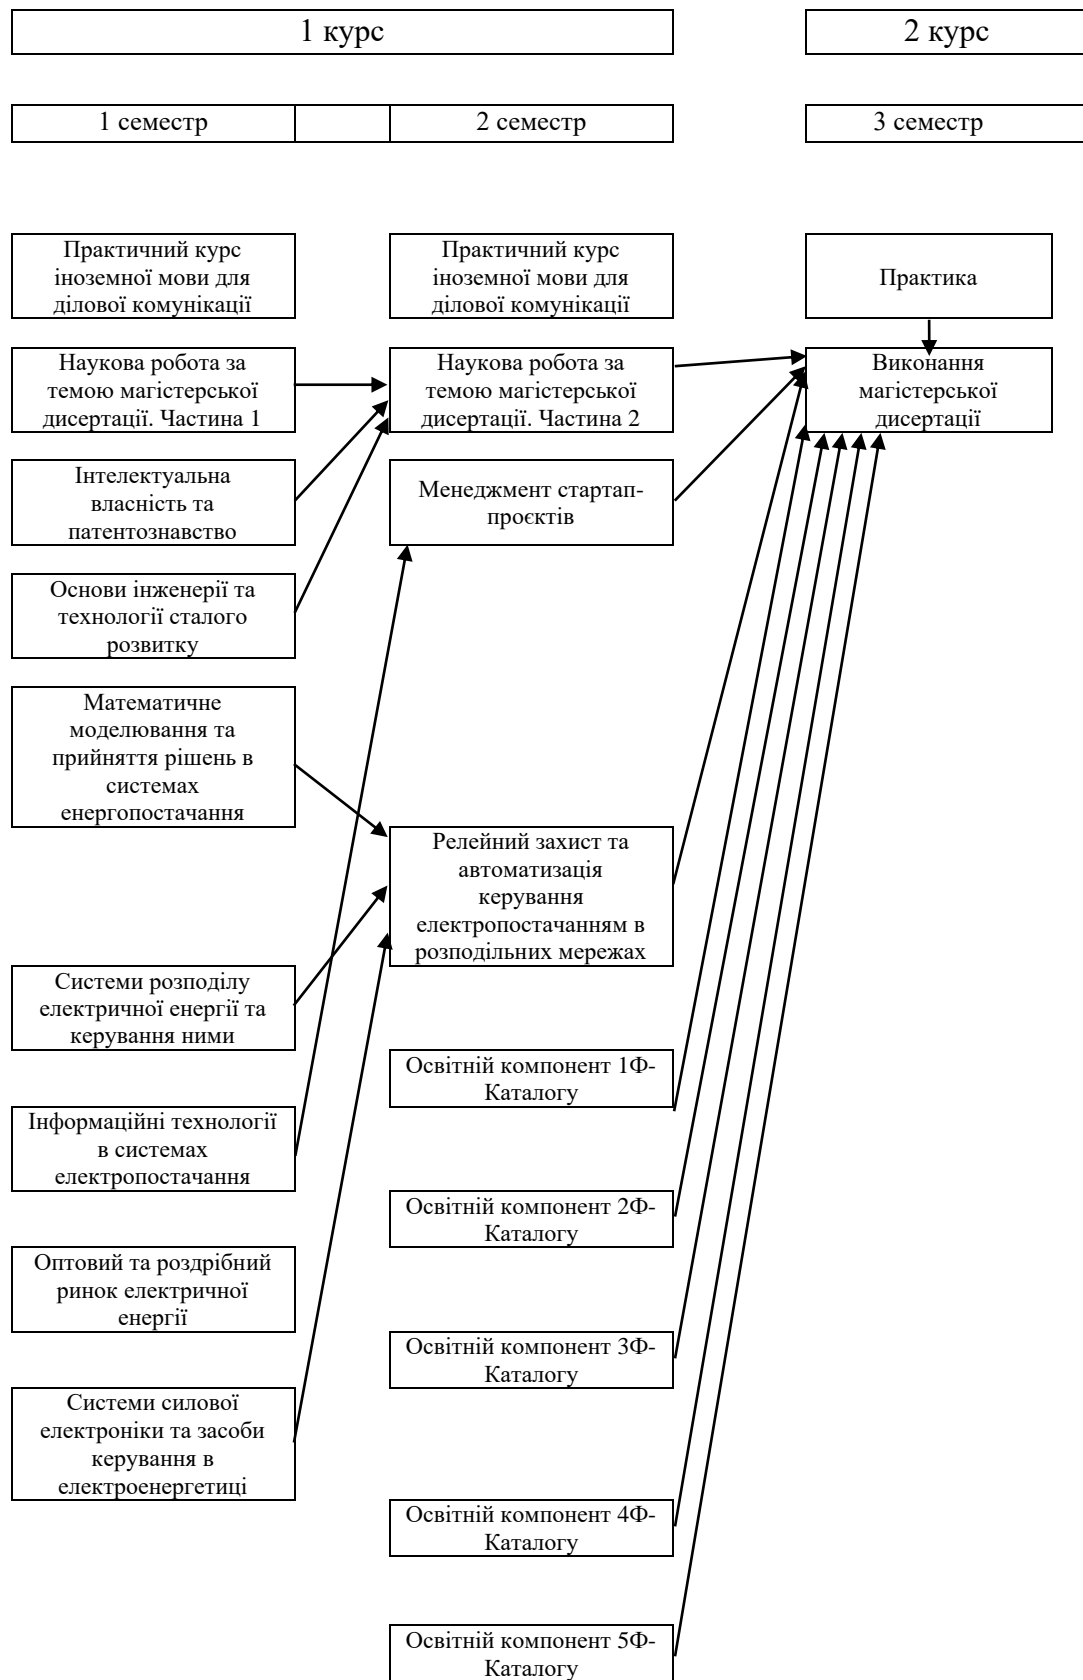 1 курс
2 курс
1 семестр
2 семестр
3 семестр
Практичний курс
іноземної мови для
ділової комунікації
Практичний курс
іноземної мови для
ділової комунікації
Практика
Наукова робота за
темою магістерської
дисертації. Частина 1
Наукова робота за
темою магістерської
дисертації. Частина 2
Виконання
магістерської
дисертації
Інтелектуальна
власність та
патентознавство
Менеджмент стартап-
проєктів
Основи інженерії та
технології сталого
розвитку
Математичне
моделювання та
прийняття рішень в
системах
енергопостачання
Релейний захист та
автоматизація
керування
електропостачанням в
розподільних мережах
Системи розподілу
електричної енергії та
керування ними
Освітній компонент 1Ф-
Каталогу
Інформаційні технології
в системах
електропостачання
Освітній компонент 2Ф-
Каталогу
Оптовий та роздрібний
ринок електричної
енергії
Освітній компонент 3Ф-
Каталогу
Системи силової
електроніки та засоби
керування в
електроенергетиці
Освітній компонент 4Ф-
Каталогу
Освітній компонент 5Ф-
Каталогу